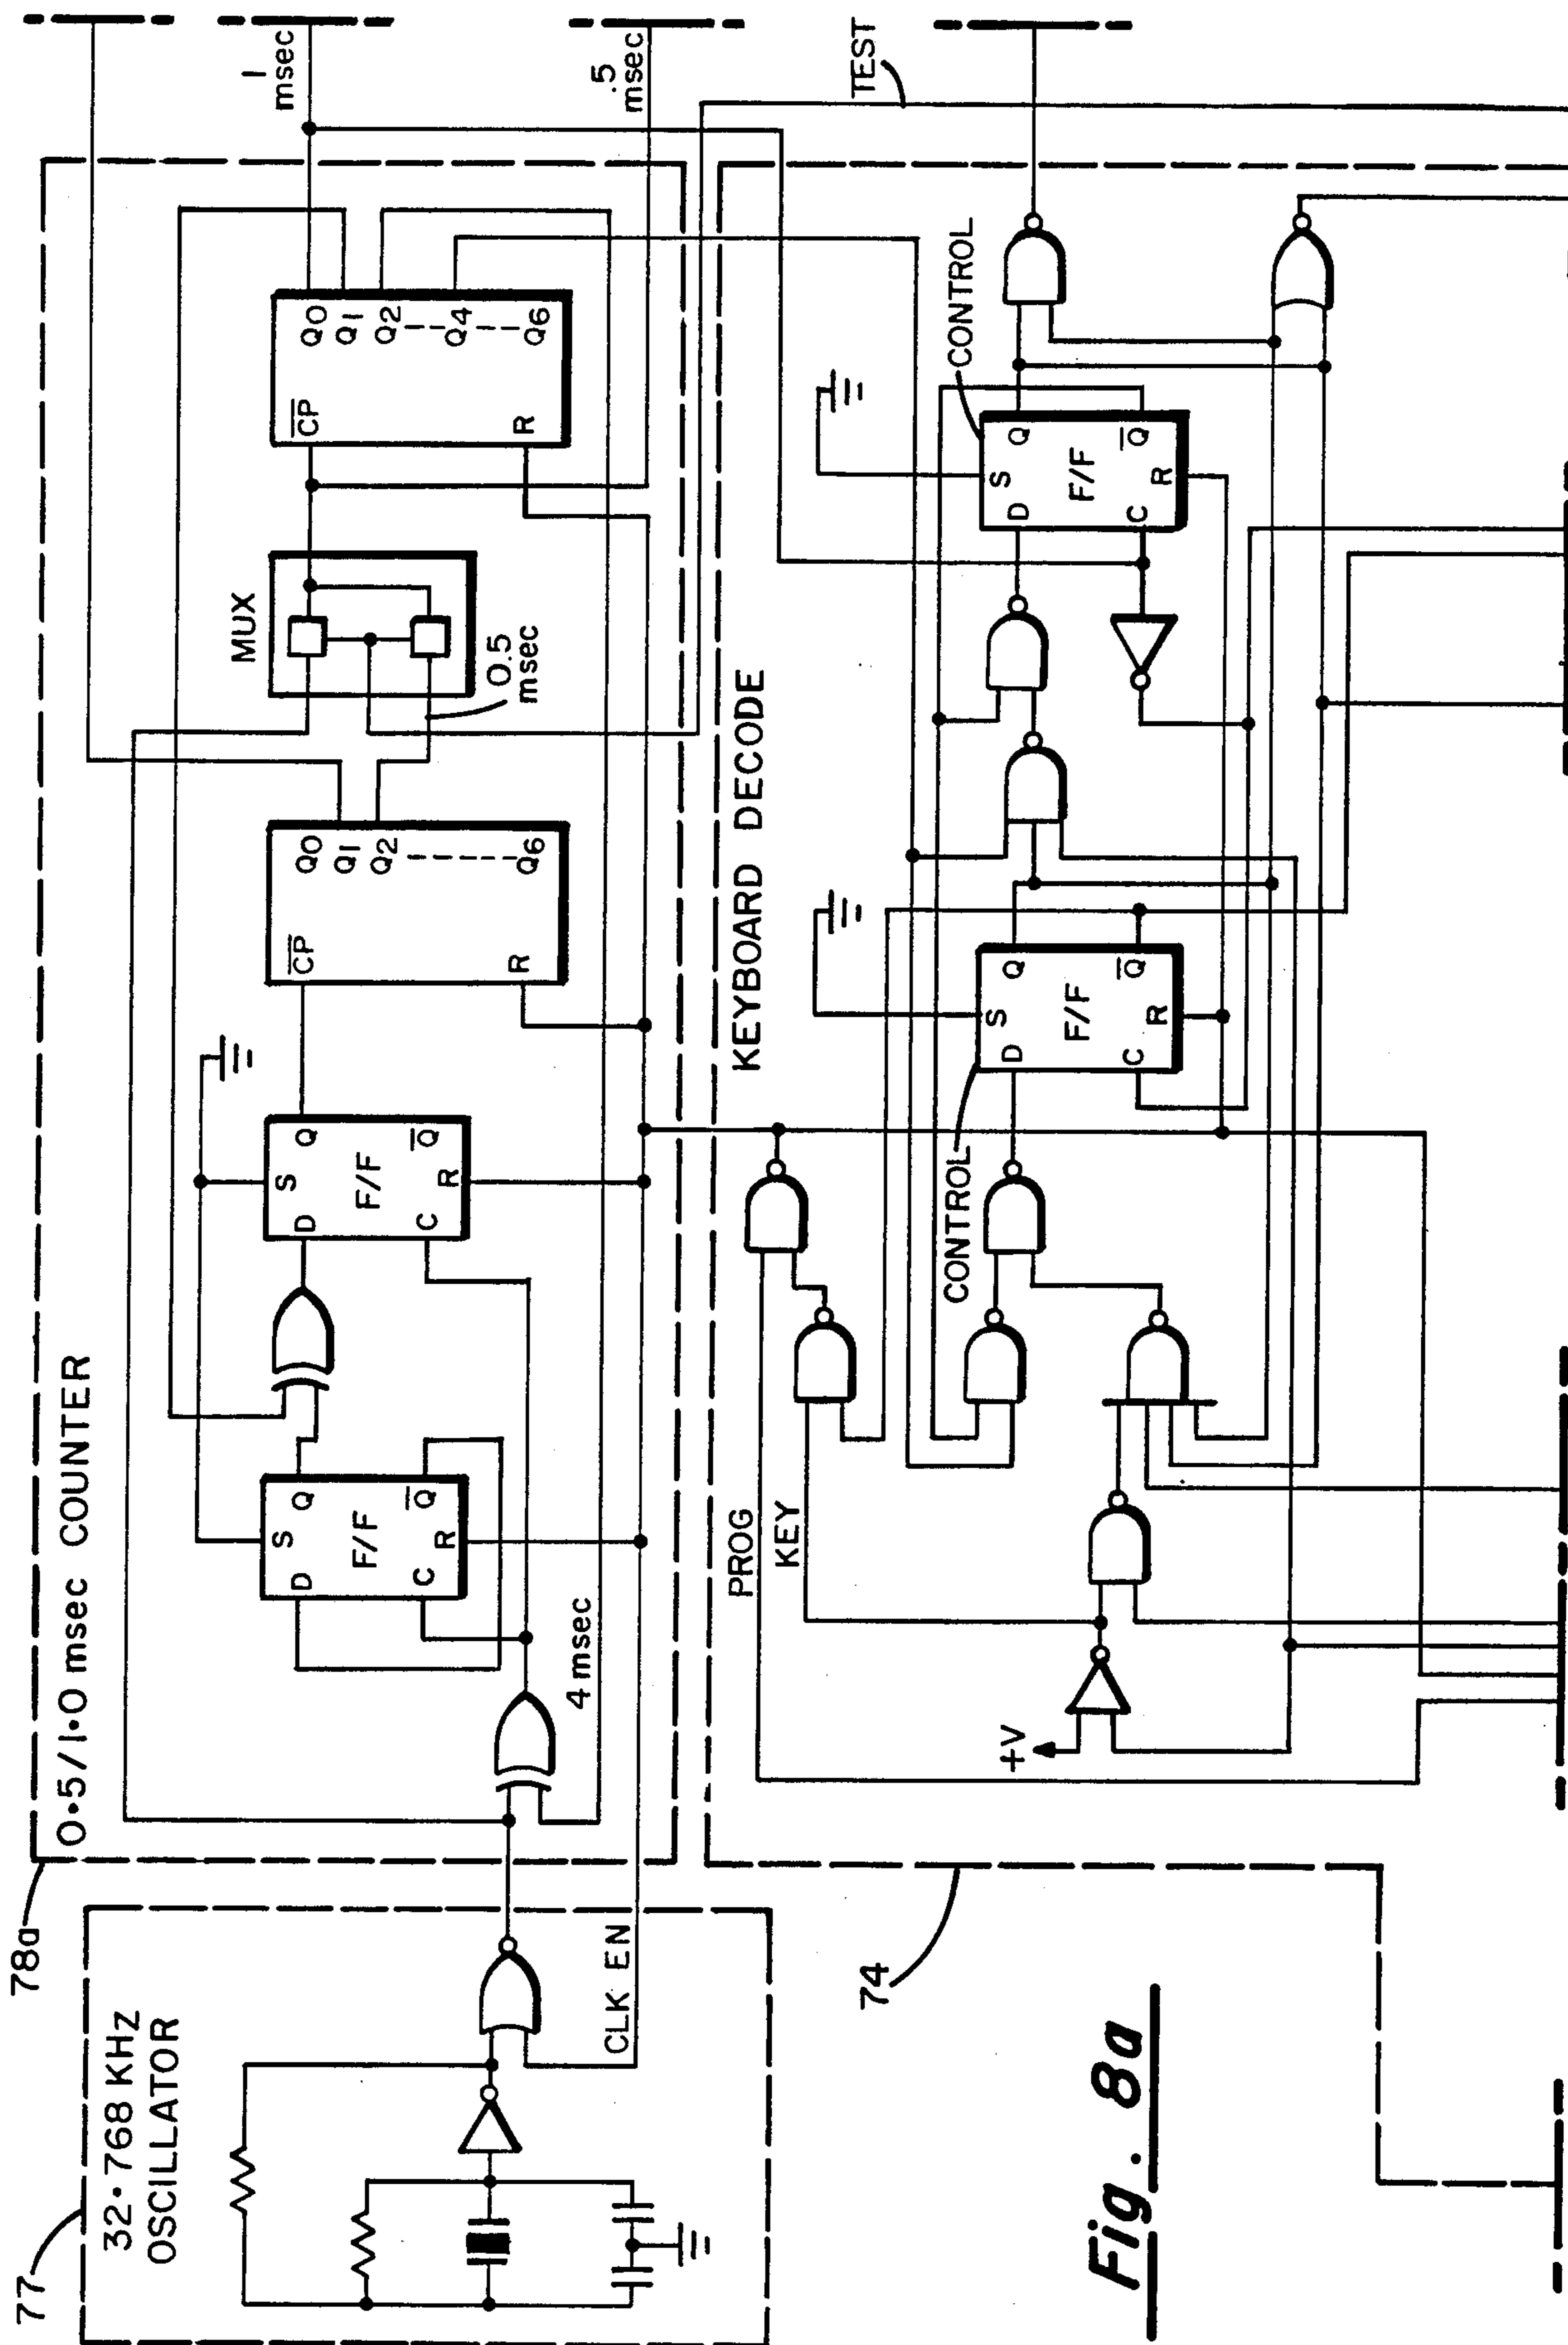 77
32.768 KHz
OSCILLATOR
CLK EN
78a
0.5/1.0 msec COUNTER
4 msec
D
S
Q
F/F
C
R
Q
D
S
Q
F/F
C
R
Q
CP
R
Q0
Q1
Q2
Q6
MUX
0.5
msec
CP
R
Q0
Q1
Q2
Q4
Q6
1
msec
.5
msec
TEST
74
KEYBOARD DECODE
PROG
KEY
+V
CONTROL
D
S
Q
F/F
C
R
Q
CONTROL
D
S
Q
F/F
C
R
Q
Fig. 8a